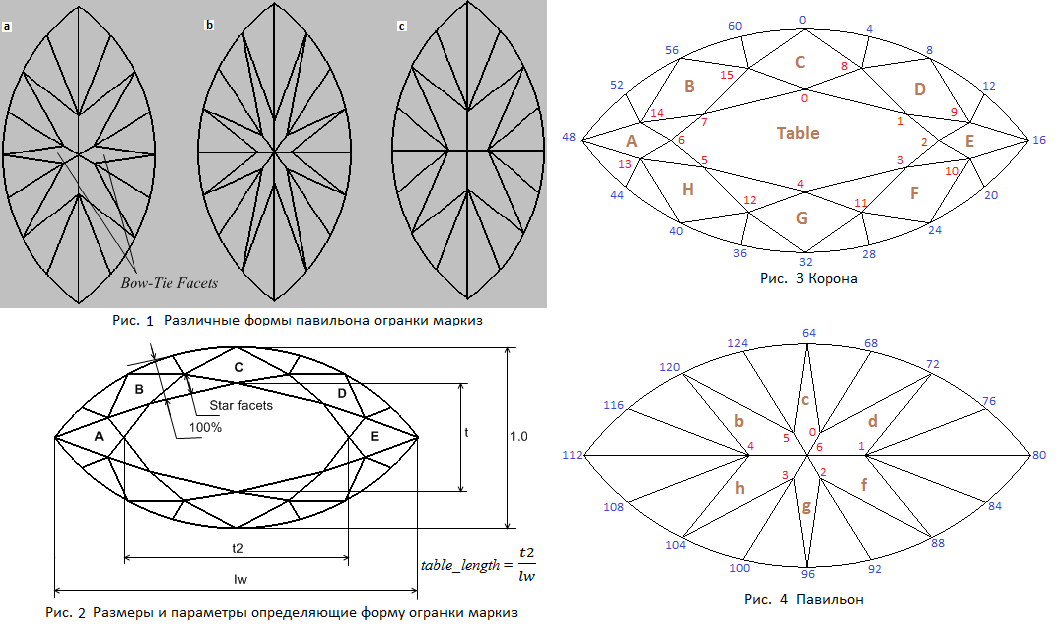 a
b
c
Bow-Tie Facets
Рис. 1 Различные формы павильона огранки маркиз
0
60
4
56
8
C
8
15
B
D
52
12
0
14
9
7
1
Table
48
A
6
2
E
16
13
5
3
10
4
44
H
F
20
12
11
G
40
24
36
28
32
Рис. 3 Корона
C
B
D
Star facets
100%
A
E
t
1.0
t2
lw
table_length = t2/lw
Рис. 2 Размеры и параметры определяющие форму огранки маркиз
64
124
68
120
72
c
116
76
b
d
5
0
4
6
1
112
80
3
2
h
f
g
108
84
104
88
100
92
96
Рис. 4 Павильон